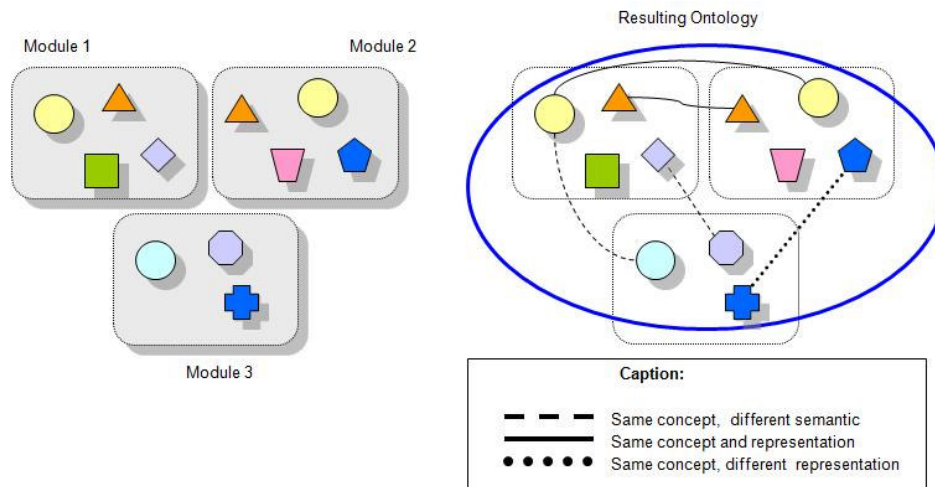 Resulting Ontology
Module 1
Module 2
Module 3
Caption:
Same concept, different semantic
Same concept and representation
Same concept, different representation